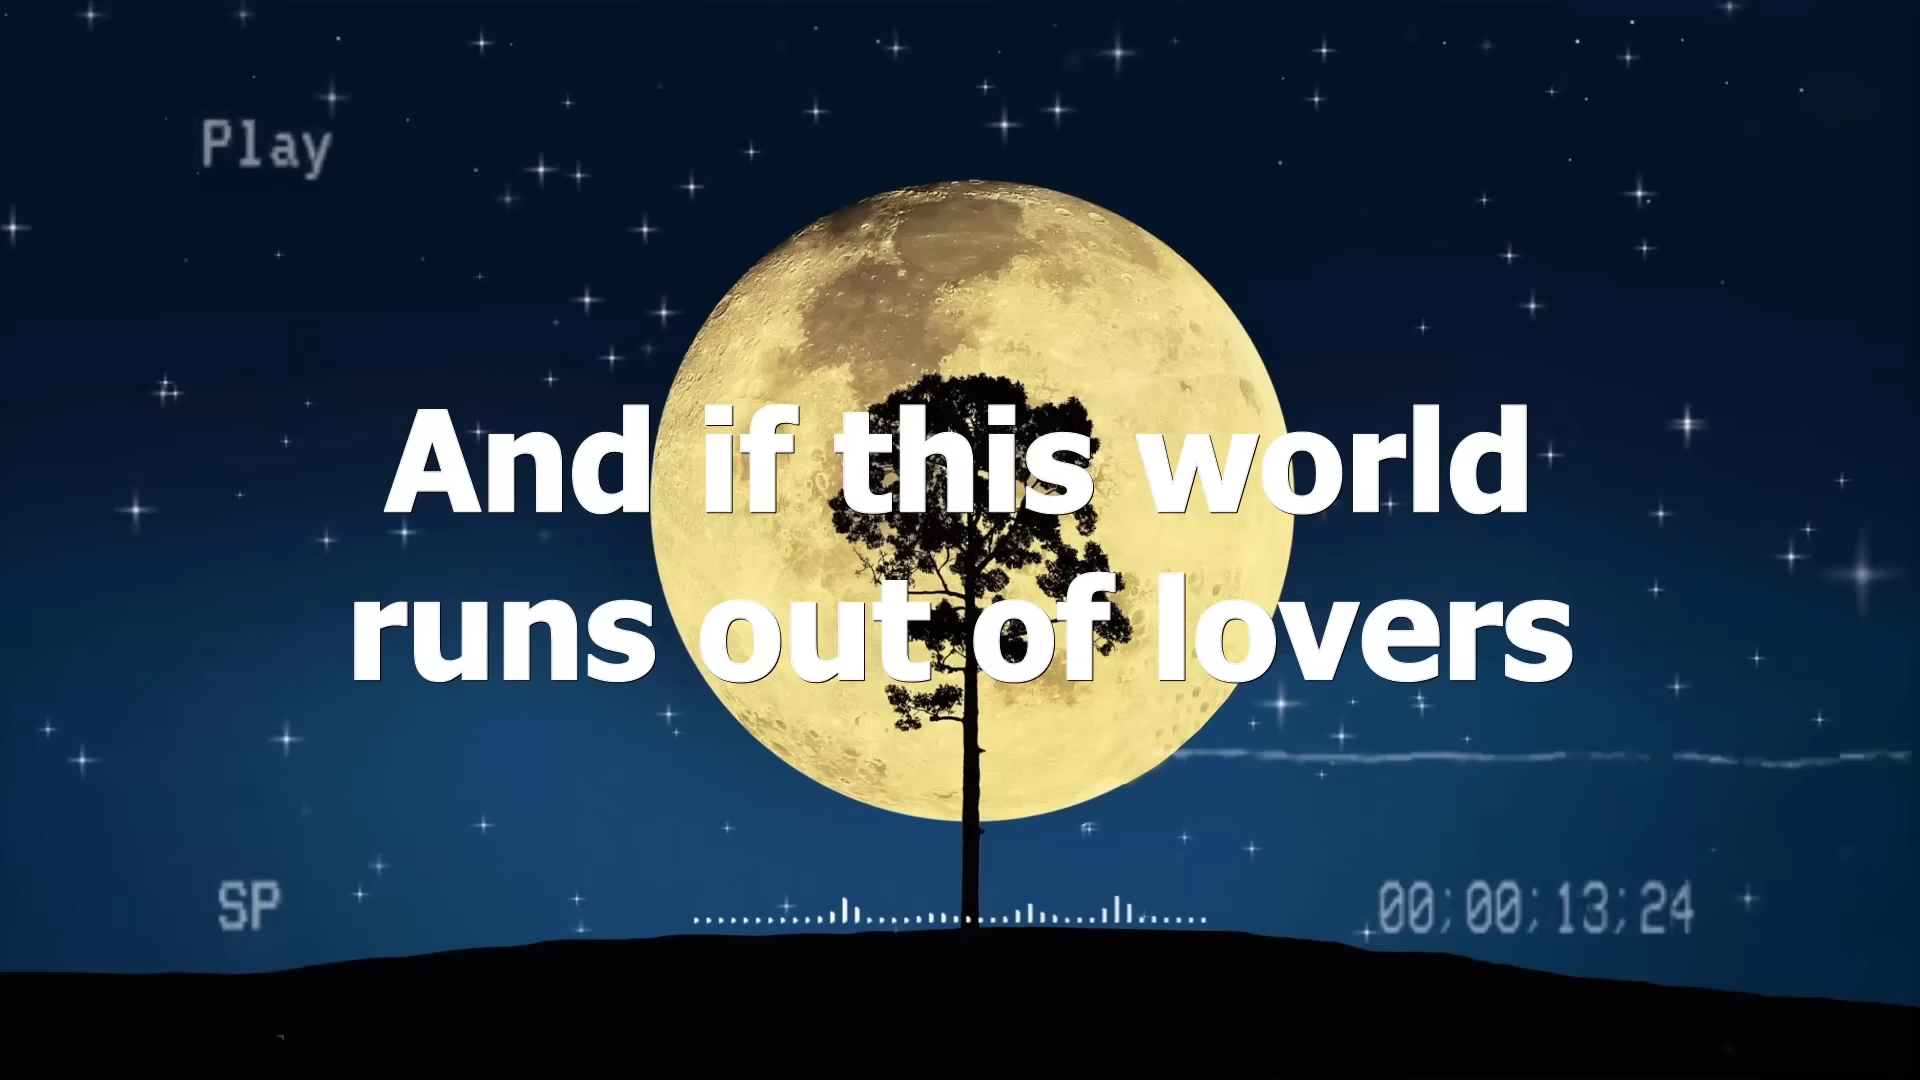 Play
And if this world
runs out of lovers
SP
00;00;13;24